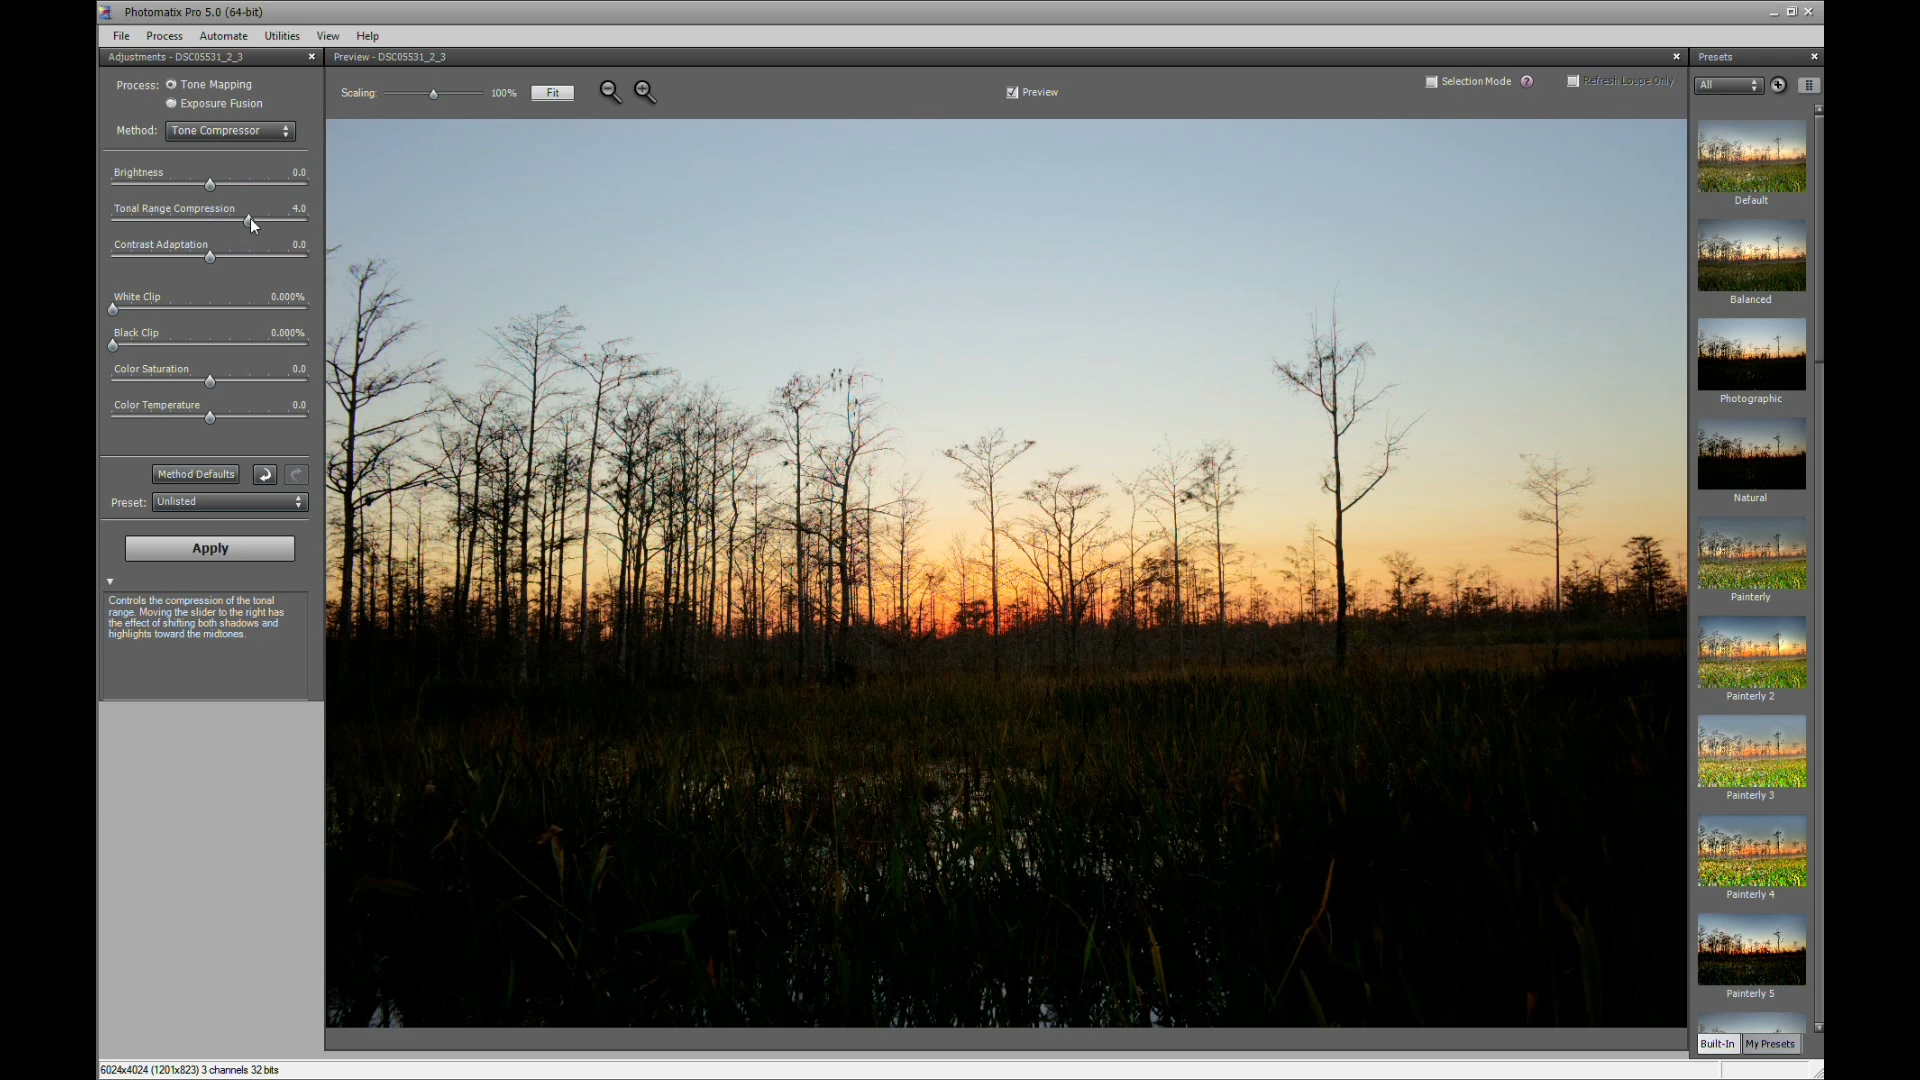 Photomatix Pro 5.0 (64-bit)
File Process Automate Utilities View Help
Adjustments - DSC05531_2_3
Preview - DSC05531_2_3
Presets
Process: Tone Mapping
Exposure Fusion
Method: Tone Compressor
Scaling: 100% Fit
Preview
Selection Mode ?
Refresh Loupe Only
All
Brightness 0.0
Tonal Range Compression 4.0
Contrast Adaptation 0.0
White Clip 0.000%
Black Clip 0.000%
Color Saturation 0.0
Color Temperature 0.0
Method Defaults
Preset: Unlisted
Apply
Controls the compression of the tonal
range. Moving the slider to the right has
the effect of shifting both shadows and
highlights toward the midtones.
Default
Balanced
Photographic
Natural
Painterly
Painterly 2
Painterly 3
Painterly 4
Painterly 5
Built-In My Presets
6024x4024 (1201x823) 3 channels 32 bits